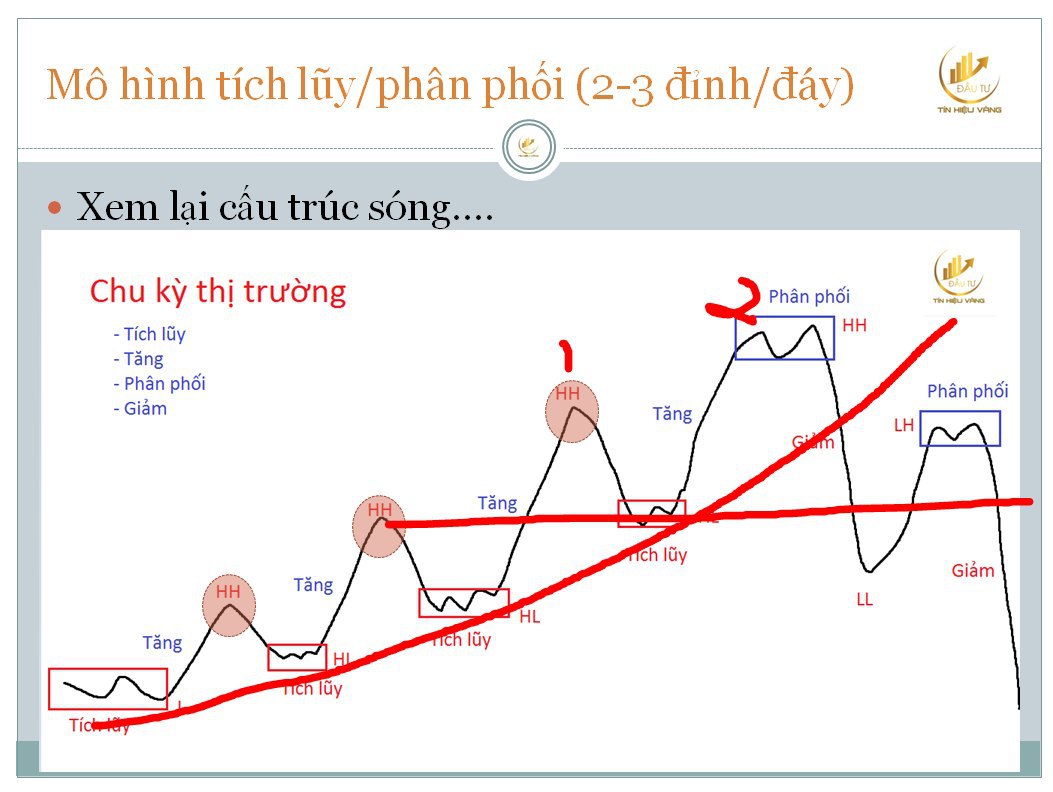 Mô hình tích lũy/phân phối (2-3 đỉnh/đáy)
ĐẦU TƯ
TÍN HIỆU VÀNG
• Xem lại cấu trúc sóng....
Chu kỳ thị trường
- Tích lũy
- Tăng
- Phân phối
- Giảm
ĐẦU TƯ
TÍN HIỆU VÀNG
2
Phân phối
HH
1
HH
Phân phối
Tăng
LH
Giảm
HH
Tăng
HH
Tăng
Tích lũy
Giảm
LL
HL
Tích lũy
Tăng
HL
Tích lũy
Tích lũy